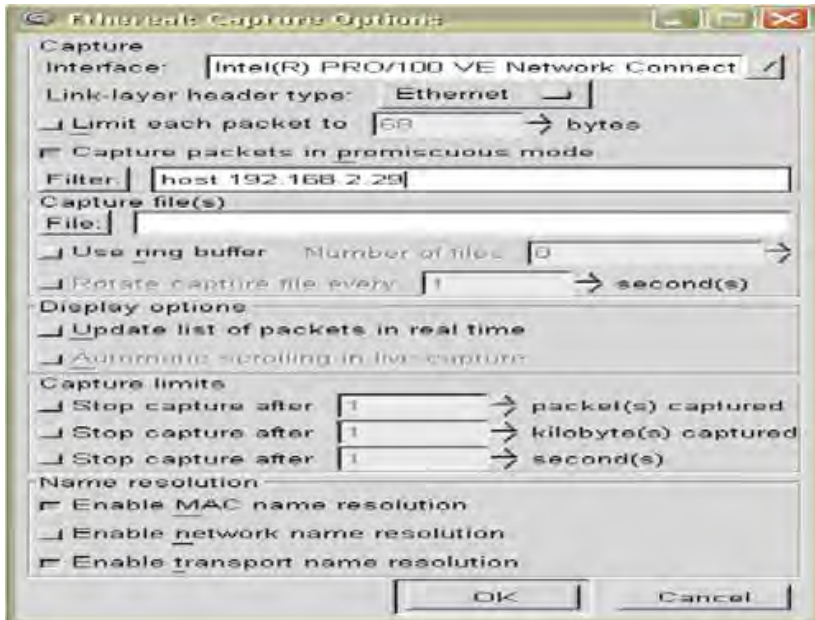 Ethereal: Capture Options
Capture
Interface: Intel(R) PRO/100 VE Network Connect
Link-layer header type: Ethernet
Limit each packet to 68 bytes
Capture packets in promiscuous mode
Filter: host 192.168.2.29
Capture file(s)
File:
Use ring buffer Number of files 0
Rotate capture file every 1 second(s)
Display options
Update list of packets in real time
Automatic scrolling in live capture
Capture limits
Stop capture after 1 packet(s) captured
Stop capture after 1 kilobyte(s) captured
Stop capture after 1 second(s)
Name resolution
Enable MAC name resolution
Enable network name resolution
Enable transport name resolution
OK Cancel